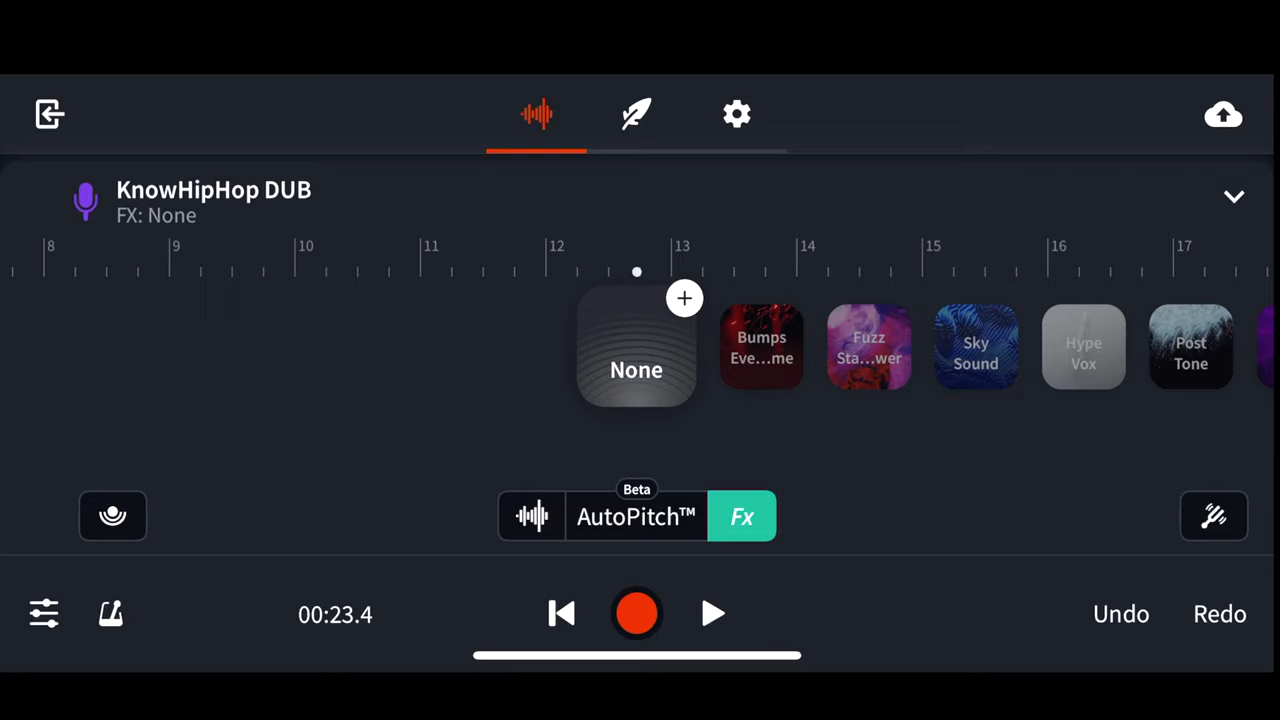 KnowHipHop DUB
FX: None
8 9 10 11 12 13 14 15 16 17
None
Bumps
Eve...me
Fuzz
Sta...wer
Sky
Sound
Hype
Vox
Post
Tone
Beta
AutoPitch™
Fx
00:23.4
Undo
Redo